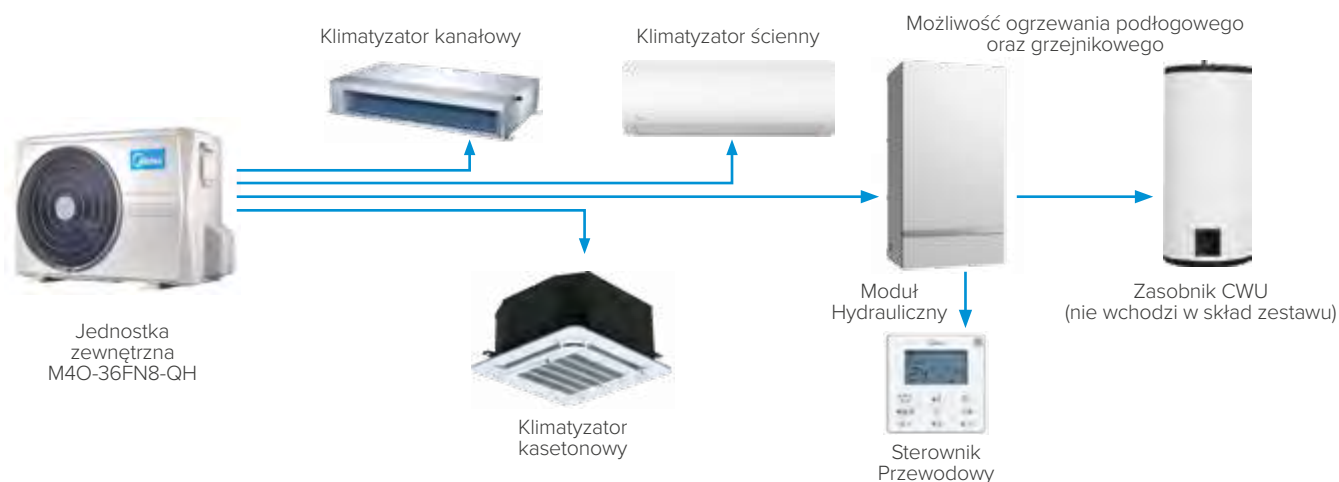 Możliwość ogrzewania podłogowego
oraz grzejnikowego
Klimatyzator kanałowy
Klimatyzator ścienny
Midea
Jednostka
zewnętrzna
M4O-36FN8-QH
Klimatyzator
kasetonowy
Moduł
Hydrauliczny
Zasobnik CWU
(nie wchodzi w skład zestawu)
Sterownik
Przewodowy